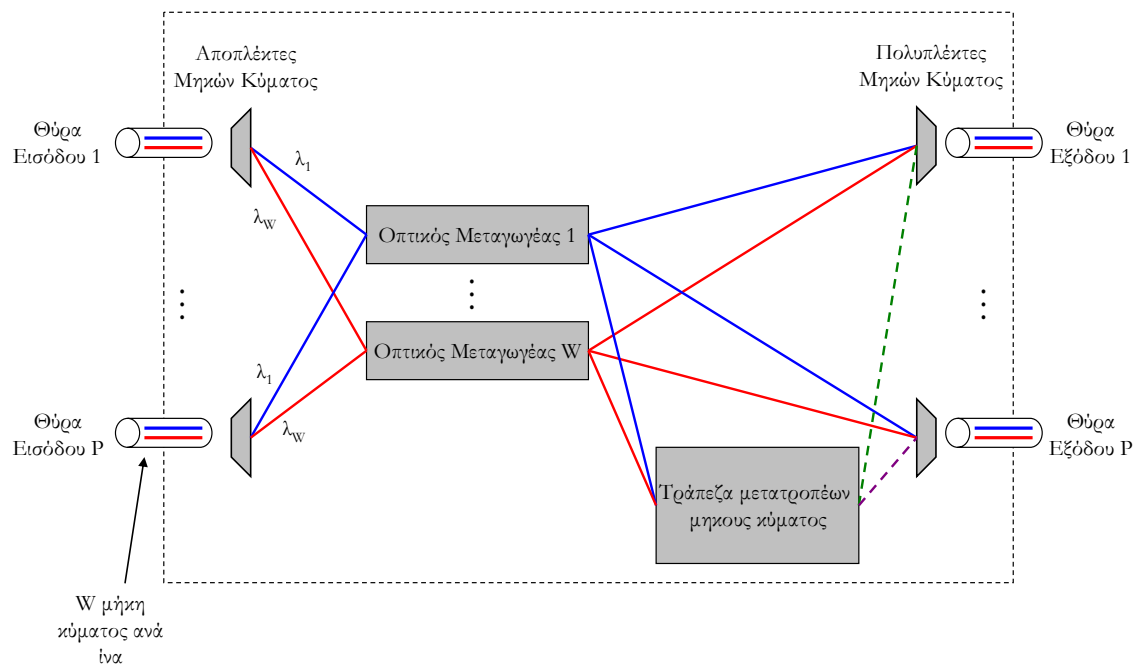 Αποπλέκτες
Μηκών Κύματος
Πολυπλέκτες
Μηκών Κύματος
Θύρα
Εισόδου 1
λ1
λW
Θύρα
Εξόδου 1
Οπτικός Μεταγωγέας 1
Οπτικός Μεταγωγέας W
λ1
λW
Θύρα
Εισόδου P
Θύρα
Εξόδου P
Τράπεζα μετατροπέων
μηκους κύματος
W μήκη
κύματος ανά
ίνα